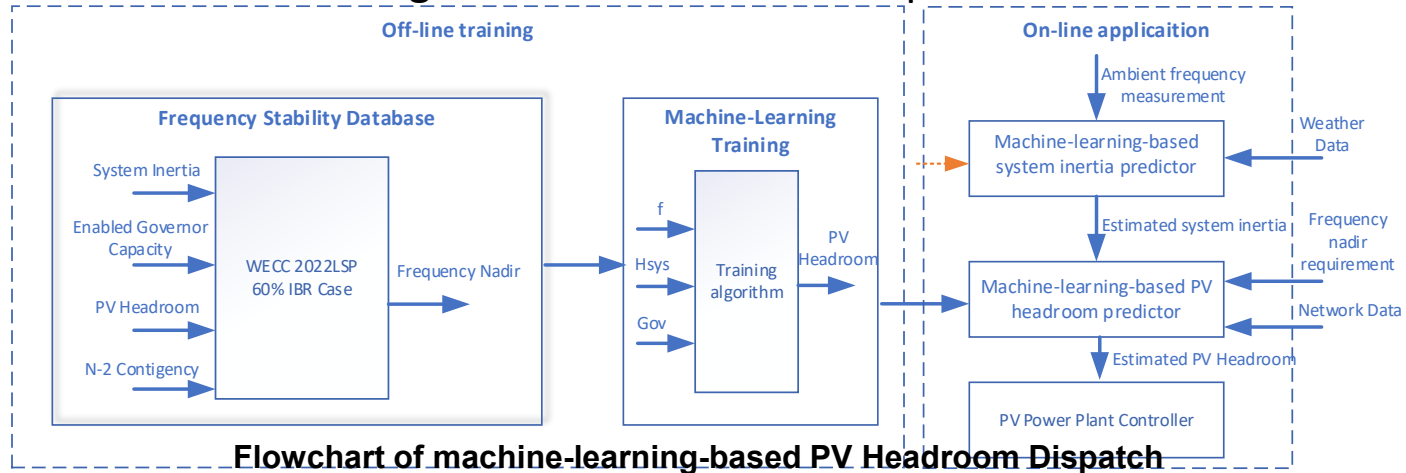 Off-line training
Frequency Stability Database
System Inertia
Enabled Governor
Capacity
PV Headroom
N-2 Contigency
WECC 2022LSP
60% IBR Case
Frequency Nadir
Machine-Learning
Training
f
Hsys
Gov
Training
algorithm
PV
Headroom
On-line applicaition
Ambient frequency
measurement
Machine-learning-based
system inertia predictor
Weather
Data
Estimated system inertia
Frequency
nadir
requirement
Machine-learning-based PV
headroom predictor
Network Data
Estimated PV Headroom
PV Power Plant Controller
Flowchart of machine-learning-based PV Headroom Dispatch